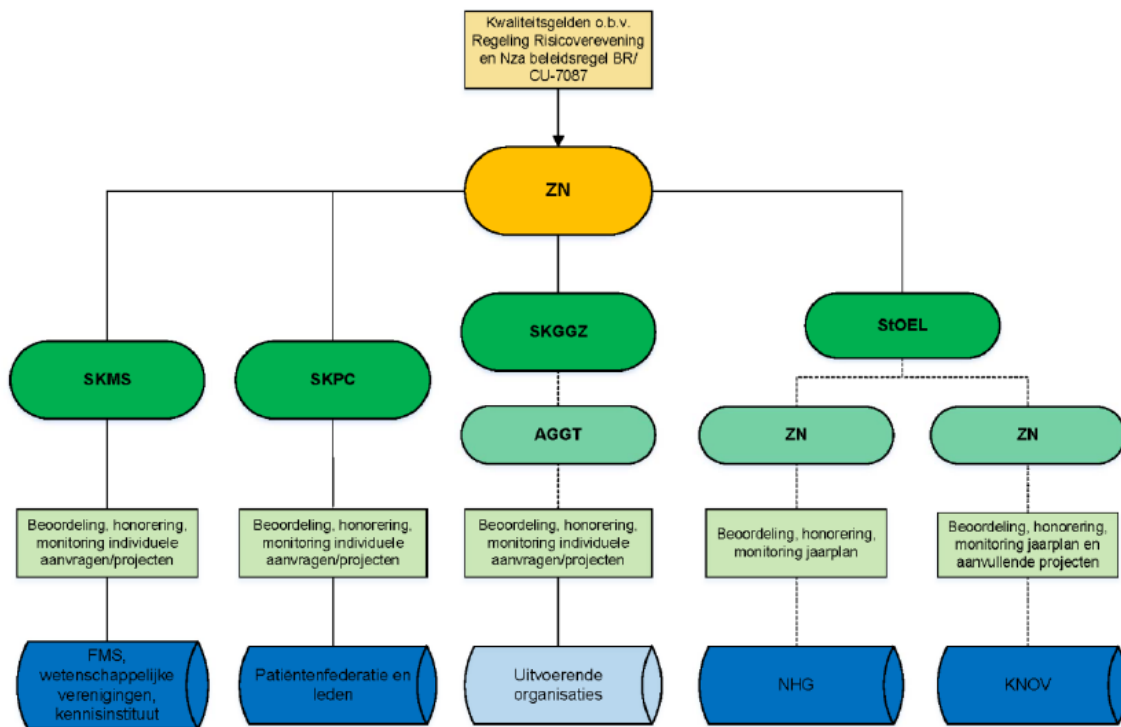 Kwaliteitsgelden o.b.v.
Regeling Risicoverevening
en Nza beleidsregel BR/
CU-7087
ZN
SKMS
SKPC
SKGGZ
StOEL
AGGT
ZN
ZN
Beoordeling, honorering,
monitoring individuele
aanvragen/projecten
Beoordeling, honorering,
monitoring individuele
aanvragen/projecten
Beoordeling, honorering,
monitoring individuele
aanvragen/projecten
Beoordeling, honorering,
monitoring jaarplan
Beoordeling, honorering,
monitoring jaarplan en
aanvullende projecten
FMS,
wetenschappelijke
verenigingen,
kennisinstituut
Patiëntenfederatie en
leden
Uitvoerende
organisaties
NHG
KNOV